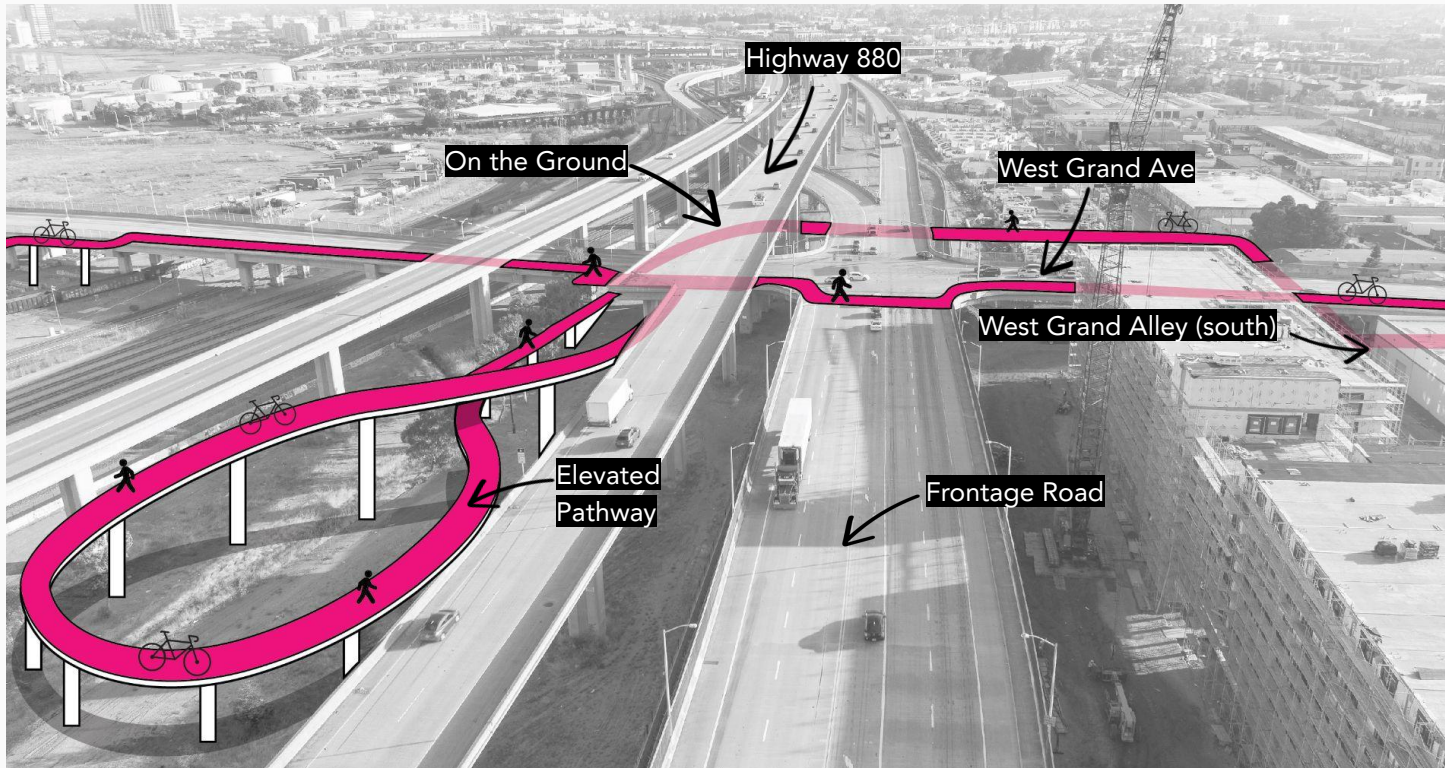 Highway 880
On the Ground
West Grand Ave
West Grand Alley (south)
Elevated
Pathway
Frontage Road